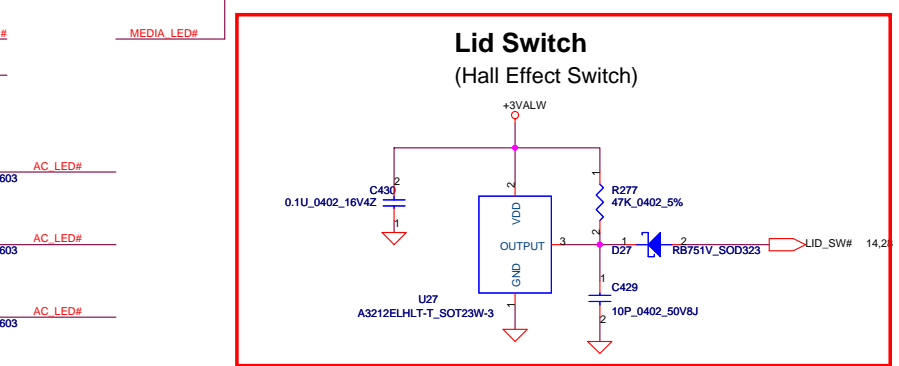 #
MEDIA_LED#
Lid Switch
(Hall Effect Switch)
+3VALW
AC_LED#
603
2
C430
0.1U_0402_16V4Z
1
2
VDD
OUTPUT
3
GND
1
U27
A3212ELHLT-T_SOT23W-3
1
R277
47K_0402_5%
2
1
D27
2
RB751V_SOD323
LID_SW#
14,28
1
C429
10P_0402_50V8J
2
AC_LED#
603
AC_LED#
603